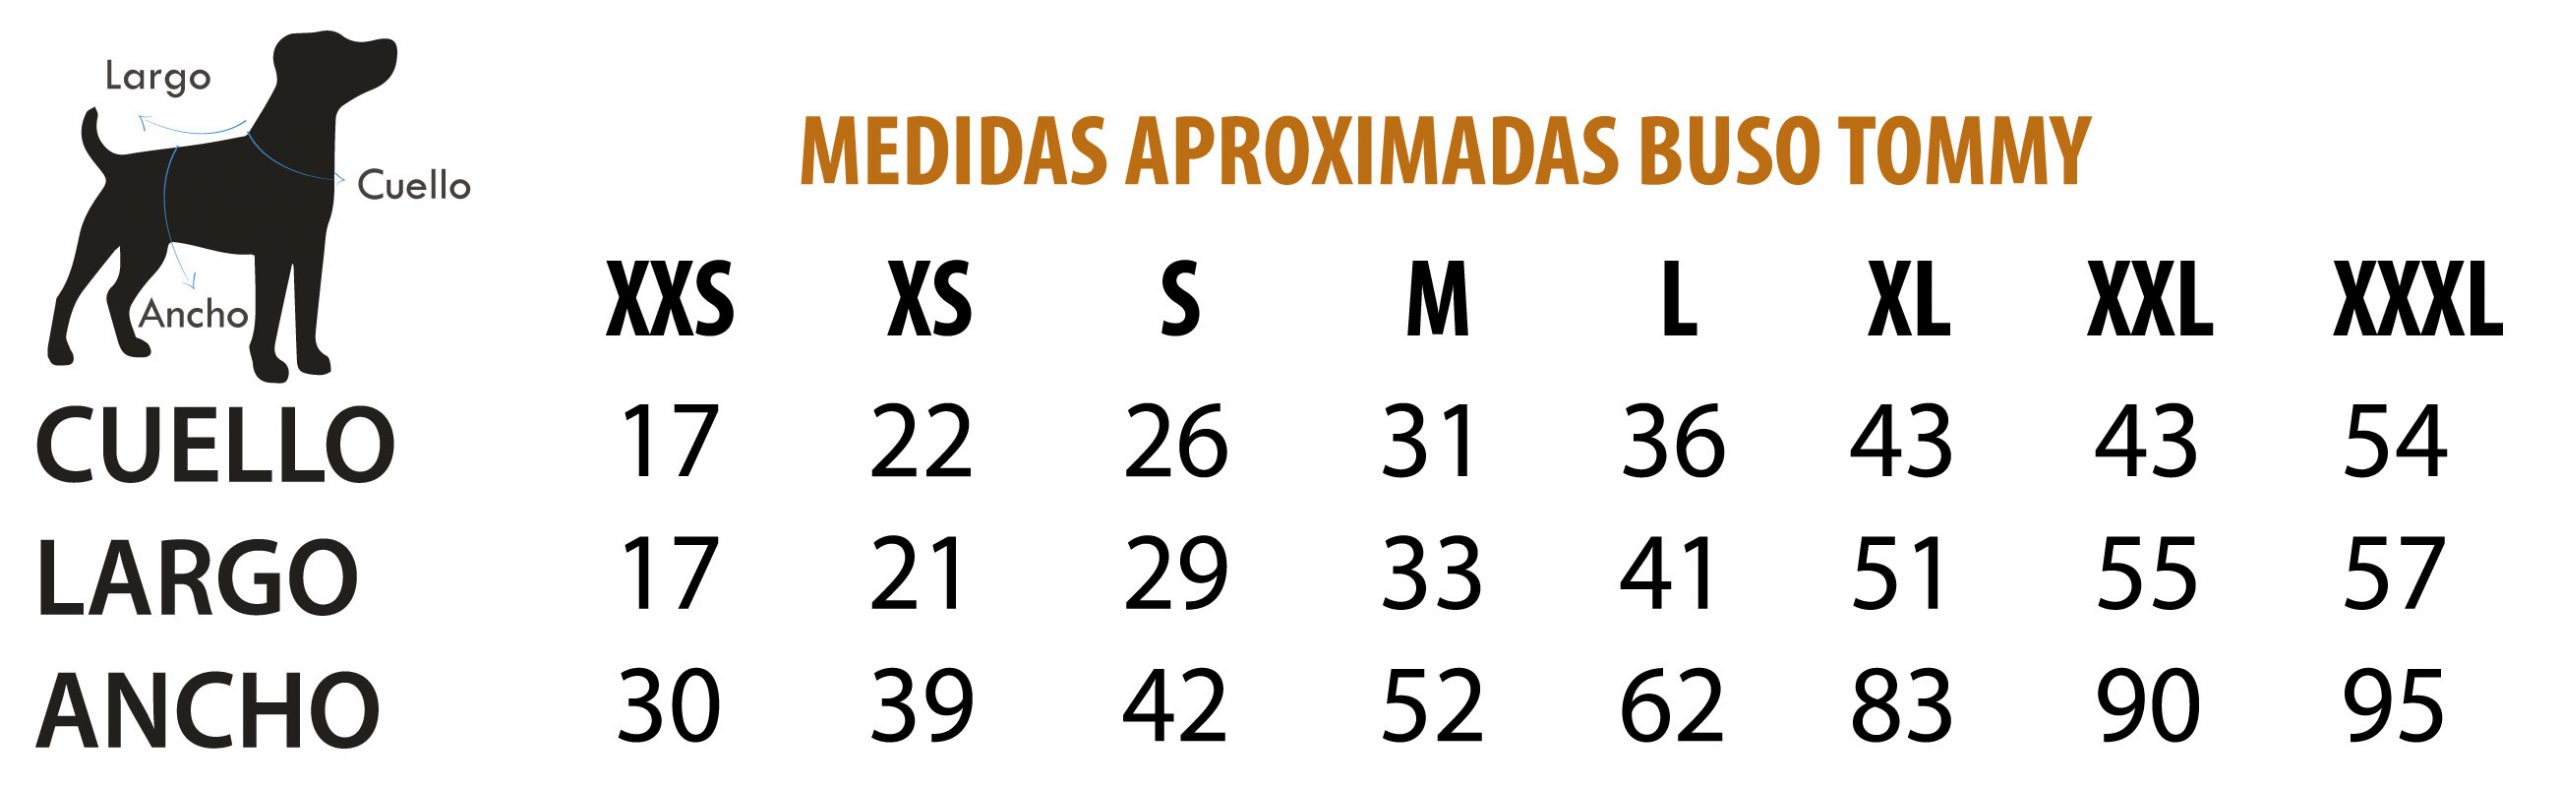 Largo
Cuello
Ancho
MEDIDAS APROXIMADAS BUSO TOMMY
XXS XS S M L XL XXL XXXL
CUELLO 17 22 26 31 36 43 43 54
LARGO 17 21 29 33 41 51 55 57
ANCHO 30 39 42 52 62 83 90 95